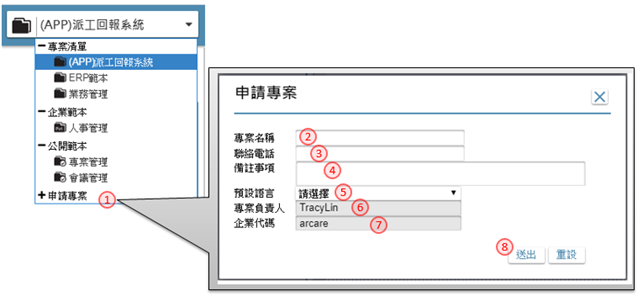 (APP)派工回報系統
專案清單
(APP)派工回報系統
ERP範本
業務管理
企業範本
人事管理
公開範本
專案管理
會議管理
申請專案 1
申請專案
專案名稱 2
聯絡電話 3
備註事項 4
預設語言 5 請選擇
專案負責人 TracyLin 6
企業代碼 arcare 7
8 送出 重設